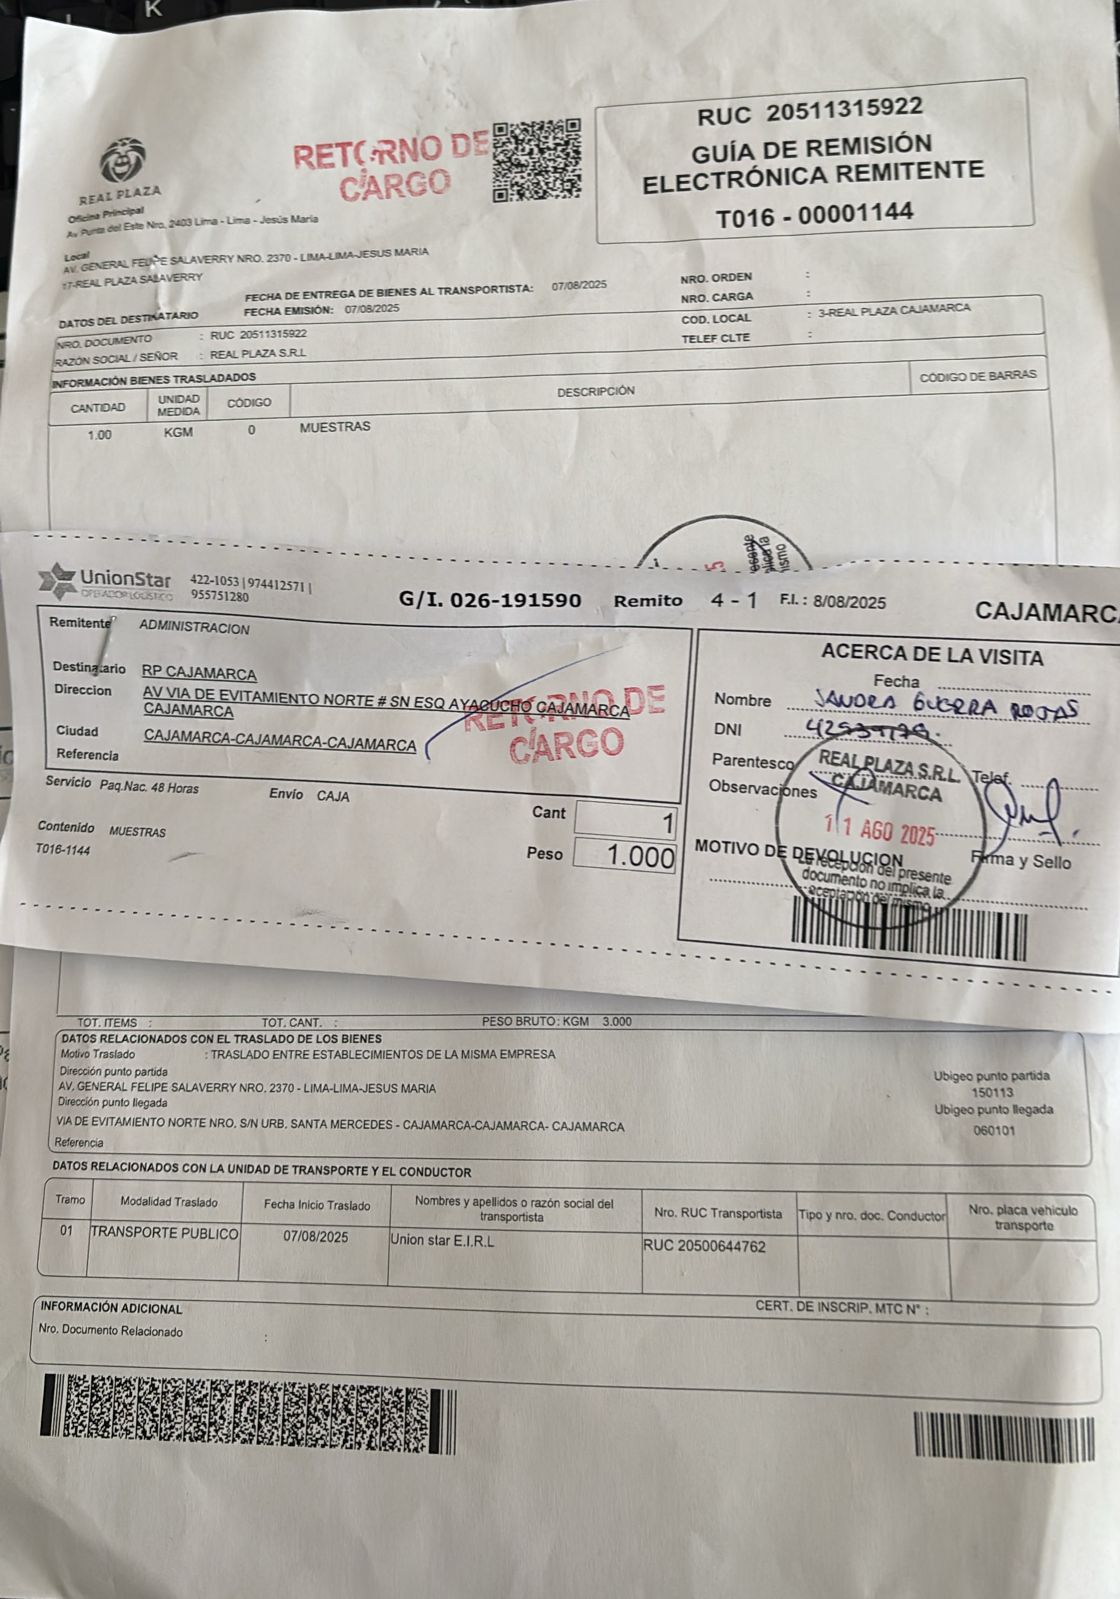 K
REAL PLAZA
RETORNO DE
CARGO
RUC 20511315922
GUÍA DE REMISIÓN
ELECTRÓNICA REMITENTE
T016 - 00001144
Oficina Principal
Av Punta del Este Nro. 2403 Lima - Lima - Jesús Maria
Local
AV. GENERAL FELIPE SALAVERRY NRO. 2370 - LIMA-LIMA-JESUS MARIA
17-REAL PLAZA SALAVERRY
FECHA DE ENTREGA DE BIENES AL TRANSPORTISTA: 07/08/2025
FECHA EMISIÓN: 07/08/2025
NRO. ORDEN :
NRO. CARGA :
COD. LOCAL : 3-REAL PLAZA CAJAMARCA
TELEF CLTE :
DATOS DEL DESTINATARIO
NRO. DOCUMENTO : RUC 20511315922
RAZÓN SOCIAL / SEÑOR : REAL PLAZA S.R.L
INFORMACIÓN BIENES TRASLADADOS
CANTIDAD UNIDAD MEDIDA CÓDIGO DESCRIPCIÓN CÓDIGO DE BARRAS
1.00 KGM 0 MUESTRAS
UnionStar
OPERADOR LOGISTICO
422-1053 | 974412571 |
955751280
G/I. 026-191590 Remito 4 - 1 F.I. : 8/08/2025 CAJAMARCA
Remitente ADMINISTRACION
Destinatario RP CAJAMARCA
Direccion AV VIA DE EVITAMIENTO NORTE # SN ESQ AYACUCHO CAJAMARCA
CAJAMARCA
Ciudad CAJAMARCA-CAJAMARCA-CAJAMARCA
Referencia
RETORNO DE
CARGO
Servicio Paq.Nac. 48 Horas Envío CAJA
Cant 1
Contenido MUESTRAS
Peso 1.000
T016-1144
ACERCA DE LA VISITA
Fecha
Nombre SANDRA GUERRA ROJAS
DNI
Parentesco Telef.
Observaciones
REAL PLAZA S.R.L.
CAJAMARCA
11 AGO 2025
La recepción del presente
documento no implica la
aceptación del mismo
MOTIVO DE DEVOLUCION Firma y Sello
TOT. ITEMS : TOT. CANT. : PESO BRUTO: KGM 3.000
DATOS RELACIONADOS CON EL TRASLADO DE LOS BIENES
Motivo Traslado : TRASLADO ENTRE ESTABLECIMIENTOS DE LA MISMA EMPRESA
Dirección punto partida
AV. GENERAL FELIPE SALAVERRY NRO. 2370 - LIMA-LIMA-JESUS MARIA
Dirección punto llegada
VIA DE EVITAMIENTO NORTE NRO. S/N URB. SANTA MERCEDES - CAJAMARCA-CAJAMARCA- CAJAMARCA
Referencia
Ubigeo punto partida
150113
Ubigeo punto llegada
060101
DATOS RELACIONADOS CON LA UNIDAD DE TRANSPORTE Y EL CONDUCTOR
Tramo Modalidad Traslado Fecha Inicio Traslado Nombres y apellidos o razón social del transportista Nro. RUC Transportista Tipo y nro. doc. Conductor Nro. placa vehiculo transporte
01 TRANSPORTE PUBLICO 07/08/2025 Union star E.I.R.L RUC 20500644762
INFORMACIÓN ADICIONAL CERT. DE INSCRIP. MTC N° :
Nro. Documento Relacionado :